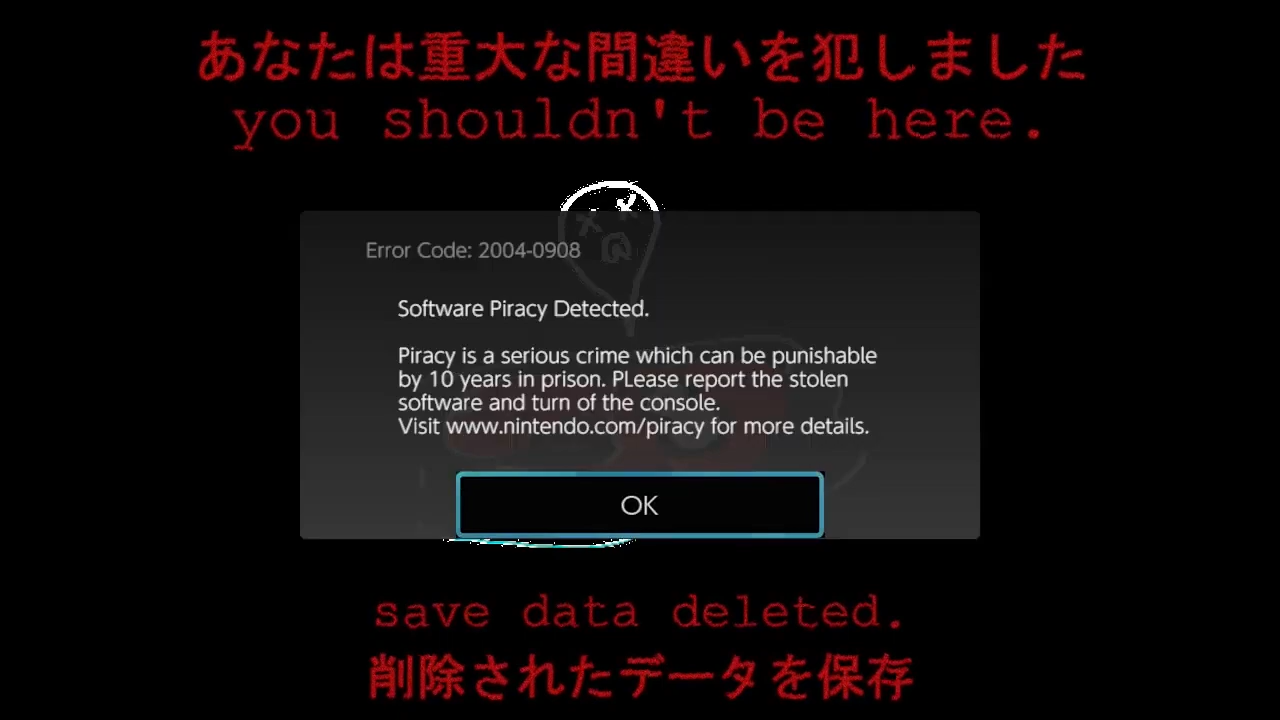 あなたは重大な間違いを犯しました
you shouldn't be here.
Error Code: 2004-0908
Software Piracy Detected.
Piracy is a serious crime which can be punishable
by 10 years in prison. PLease report the stolen
software and turn of the console.
Visit www.nintendo.com/piracy for more details.
OK
save data deleted.
削除されたデータを保存